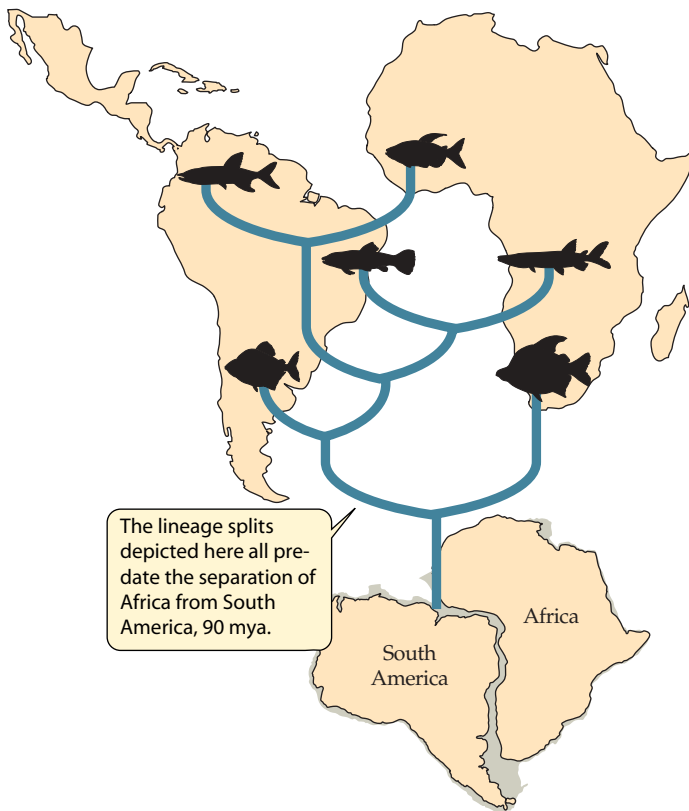 The lineage splits
depicted here all pre-
date the separation of
Africa from South
America, 90 mya.
Africa
South
America